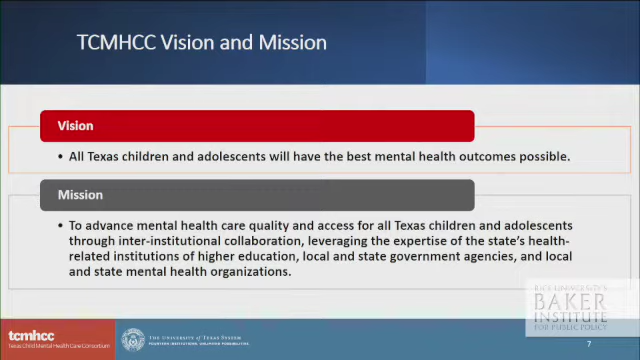 TCMHCC Vision and Mission
Vision
• All Texas children and adolescents will have the best mental health outcomes possible.
Mission
• To advance mental health care quality and access for all Texas children and adolescents
through inter-institutional collaboration, leveraging the expertise of the state's health-
related institutions of higher education, local and state government agencies, and local
and state mental health organizations.
RICE UNIVERSITY'S
BAKER
INSTITUTE
FOR PUBLIC POLICY
tcmhcc
Texas Child Mental Health Care Consortium
THE UNIVERSITY OF TEXAS SYSTEM
FOURTEEN INSTITUTIONS. UNLIMITED POSSIBILITIES.
7